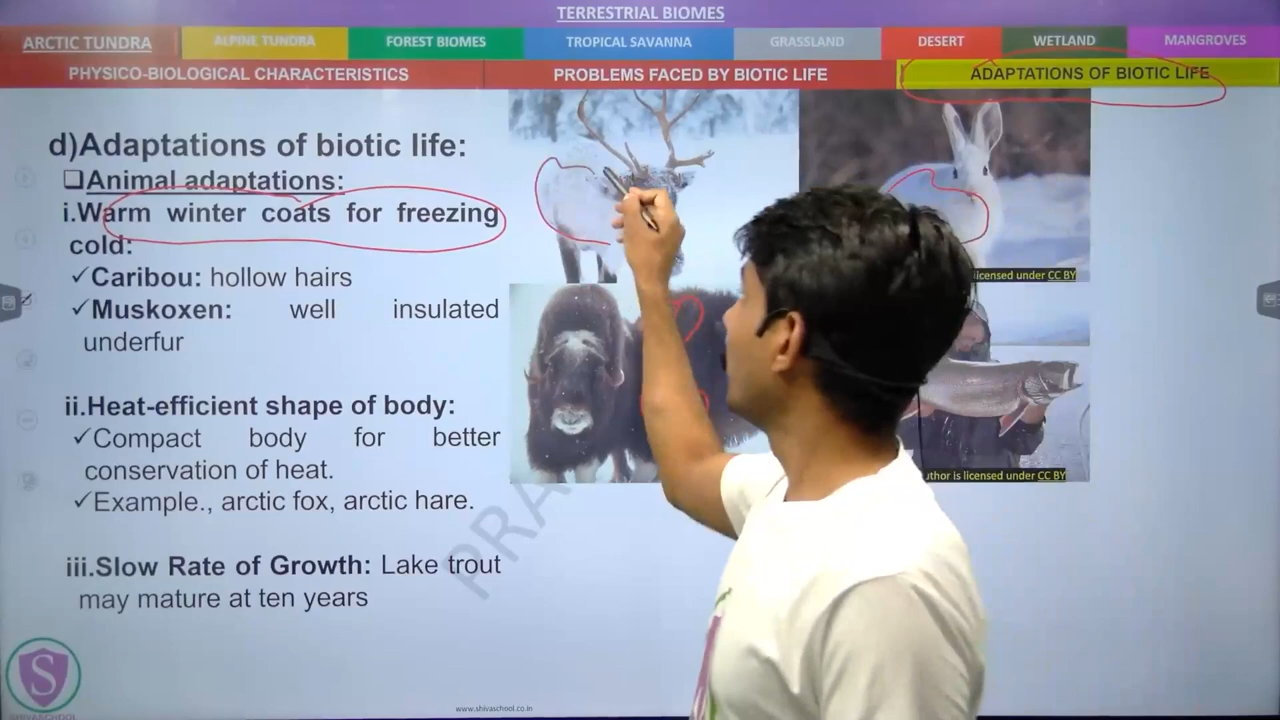 TERRESTRIAL BIOMES
ARCTIC TUNDRA
ALPINE TUNDRA
FOREST BIOMES
TROPICAL SAVANNA
GRASSLAND
DESERT
WETLAND
MANGROVES
PHYSICO-BIOLOGICAL CHARACTERISTICS
PROBLEMS FACED BY BIOTIC LIFE
ADAPTATIONS OF BIOTIC LIFE
d)Adaptations of biotic life:
❑Animal adaptations:
i.Warm winter coats for freezing
cold:
✓Caribou: hollow hairs
✓Muskoxen: well insulated
underfur
ii.Heat-efficient shape of body:
✓Compact body for better
conservation of heat.
✓Example., arctic fox, arctic hare.
iii.Slow Rate of Growth: Lake trout
may mature at ten years
licensed under CC BY
uthor is licensed under CC BY
PRA
S
SHIVASCHOOL
www.shivaschool.co.in